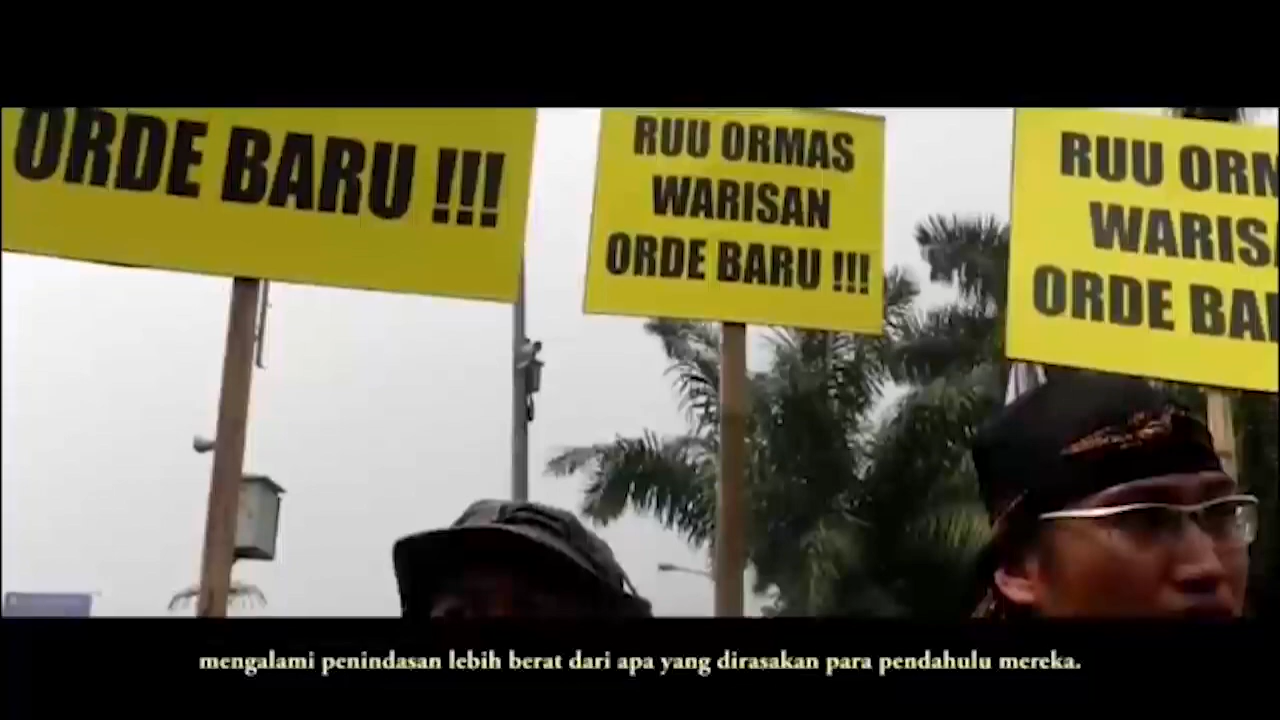 ORDE BARU !!!
RUU ORMAS
WARISAN
ORDE BARU !!!
RUU ORM
WARIS
ORDE BA
mengalami penindasan lebih berat dari apa yang dirasakan para pendahulu mereka.